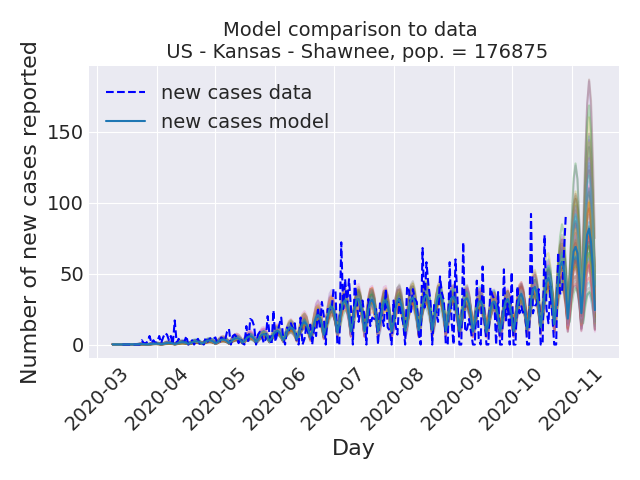 Model comparison to data
US - Kansas - Shawnee, pop. = 176875
new cases data
new cases model
Number of new cases reported
150
100
50
0
2020-03
2020-04
2020-05
2020-06
2020-07
2020-08
2020-09
2020-10
2020-11
Day